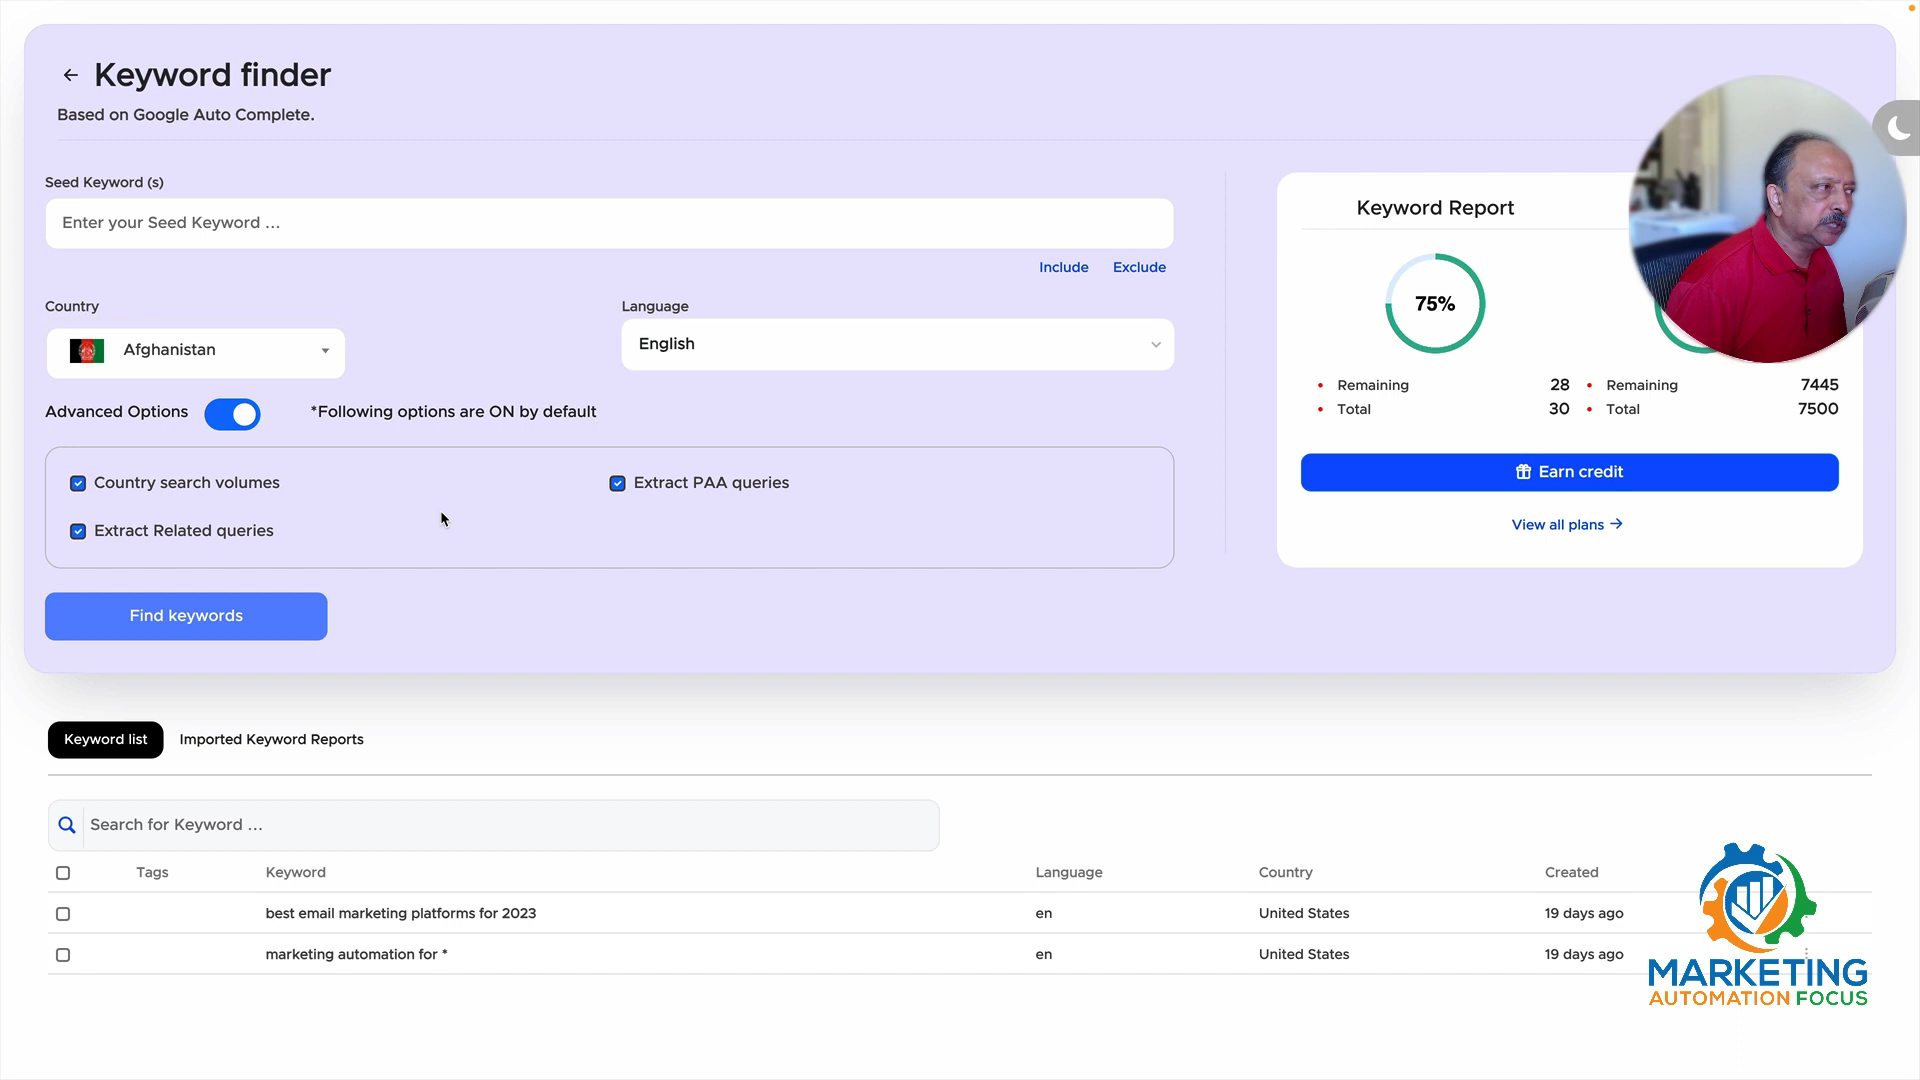 Keyword finder
Based on Google Auto Complete.
Seed Keyword (s)
Enter your Seed Keyword ...
Include Exclude
Country
Language
Afghanistan
English
Advanced Options
*Following options are ON by default
Country search volumes
Extract PAA queries
Extract Related queries
Find keywords
Keyword Report
75%
Remaining 28
Total 30
Remaining 7445
Total 7500
Earn credit
View all plans
Keyword list
Imported Keyword Reports
Search for Keyword ...
Tags Keyword Language Country Created
best email marketing platforms for 2023 en United States 19 days ago
marketing automation for * en United States 19 days ago
MARKETING
AUTOMATION FOCUS